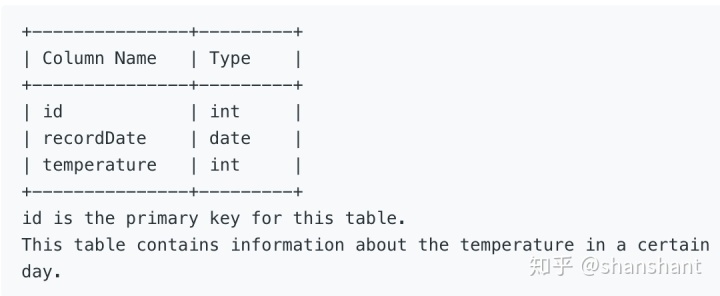 +---------------+---------+
| Column Name   | Type    |
+---------------+---------+
| id            | int     |
| recordDate    | date    |
| temperature   | int     |
+---------------+---------+
id is the primary key for this table.
This table contains information about the temperature in a certain
day.
知乎 @shanshant